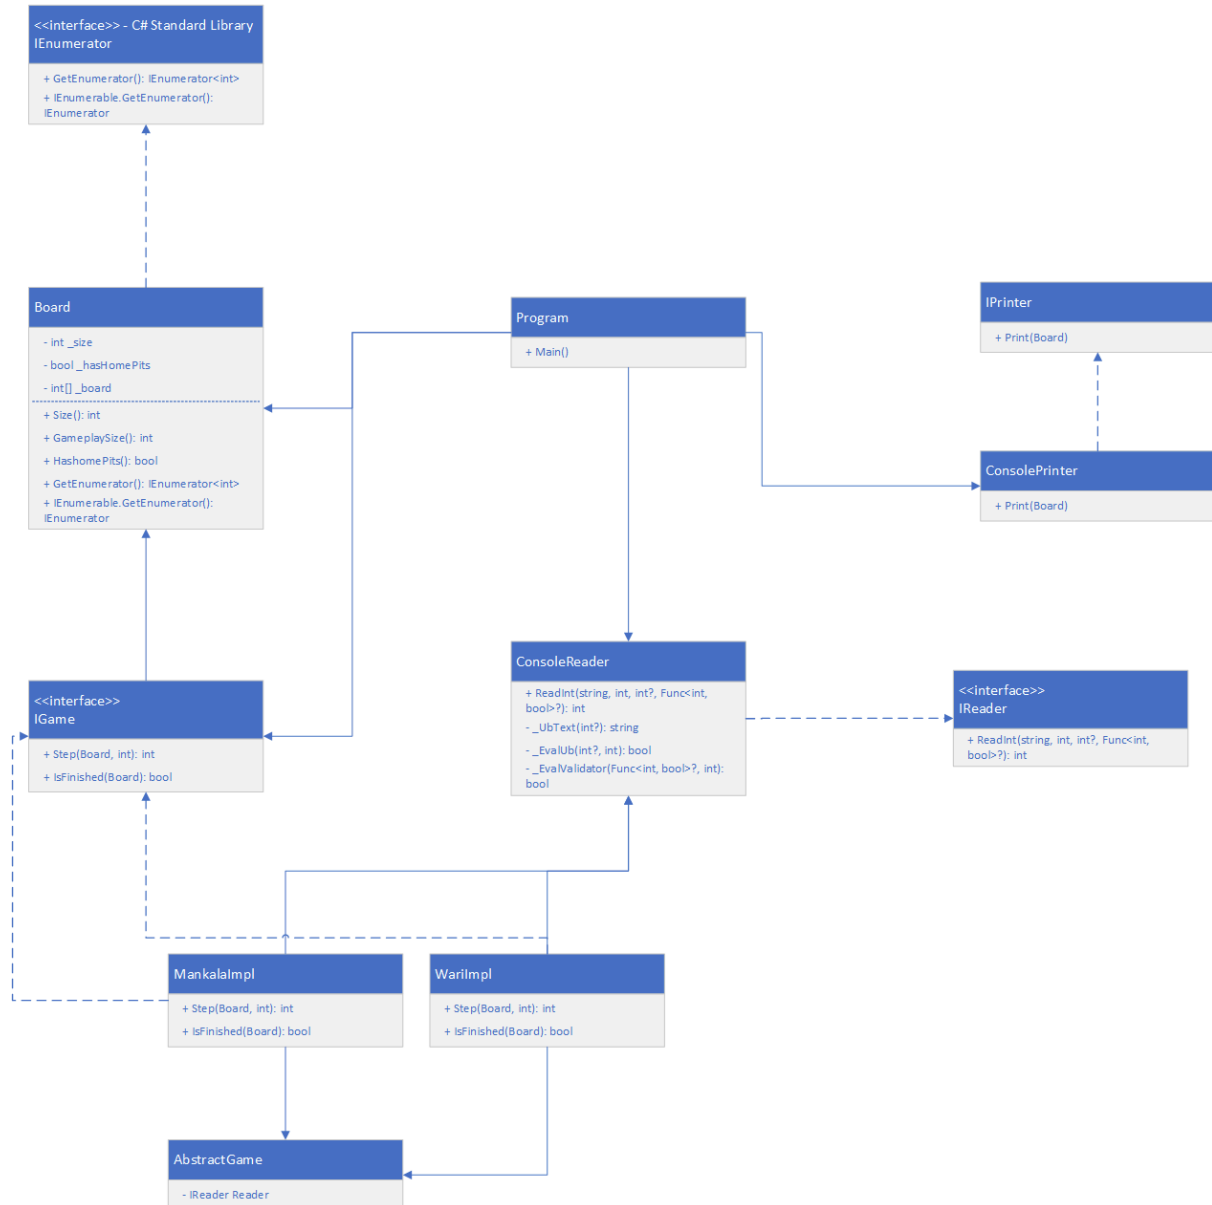 <<interface>> - C# Standard Library
IEnumerator
+ GetEnumerator(): IEnumerator<int>
+ IEnumerable.GetEnumerator():
IEnumerator
Board
- int _size
- bool _hasHomePits
- int[] _board
+ Size(): int
+ GameplaySize(): int
+ HashomePits(): bool
+ GetEnumerator(): IEnumerator<int>
+ IEnumerable.GetEnumerator():
IEnumerator
Program
+ Main()
IPrinter
+ Print(Board)
ConsolePrinter
+ Print(Board)
<<interface>>
IGame
+ Step(Board, int): int
+ IsFinished(Board): bool
ConsoleReader
+ ReadInt(string, int, int?, Func<int,
bool>?): int
- _UbText(int?): string
- _EvalUb(int?, int): bool
- _EvalValidator(Func<int, bool>?, int):
bool
<<interface>>
IReader
+ ReadInt(string, int, int?, Func<int,
bool>?): int
MankalaImpl
+ Step(Board, int): int
+ IsFinished(Board): bool
WariImpl
+ Step(Board, int): int
+ IsFinished(Board): bool
AbstractGame
- IReader Reader